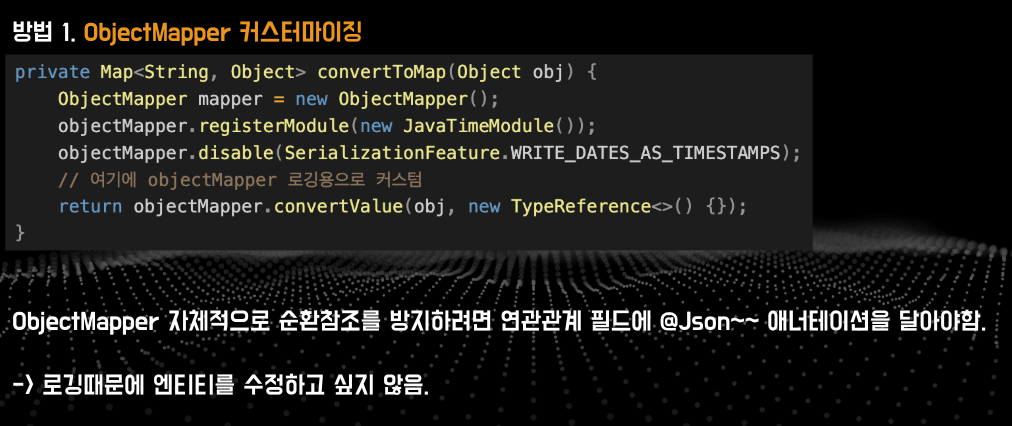 방법 1. ObjectMapper 커스터마이징
private Map<String, Object> convertToMap(Object obj) {
    ObjectMapper mapper = new ObjectMapper();
    objectMapper.registerModule(new JavaTimeModule());
    objectMapper.disable(SerializationFeature.WRITE_DATES_AS_TIMESTAMPS);
    // 여기에 objectMapper 로깅용으로 커스텀
    return objectMapper.convertValue(obj, new TypeReference<>() {});
}
ObjectMapper 자체적으로 순환참조를 방지하려면 연관관계 필드에 @Json~~ 애너테이션을 달아야함.
-> 로깅때문에 엔티티를 수정하고 싶지 않음.